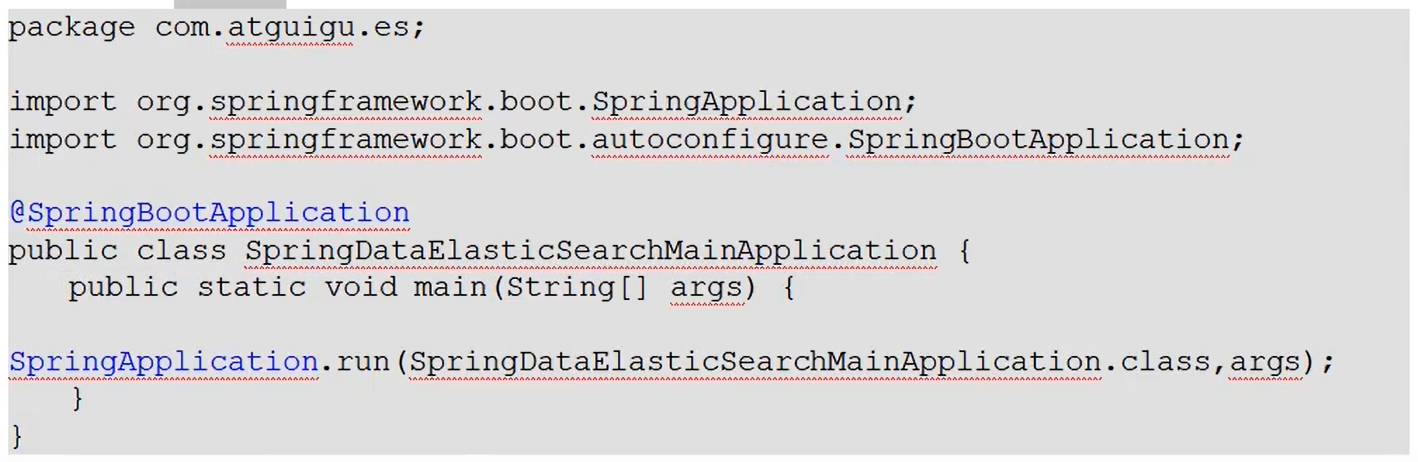 package com.atguigu.es;
import org.springframework.boot.SpringApplication;
import org.springframework.boot.autoconfigure.SpringBootApplication;
@SpringBootApplication
public class SpringDataElasticSearchMainApplication {
public static void main(String[] args) {
SpringApplication.run(SpringDataElasticSearchMainApplication.class,args);
}
}